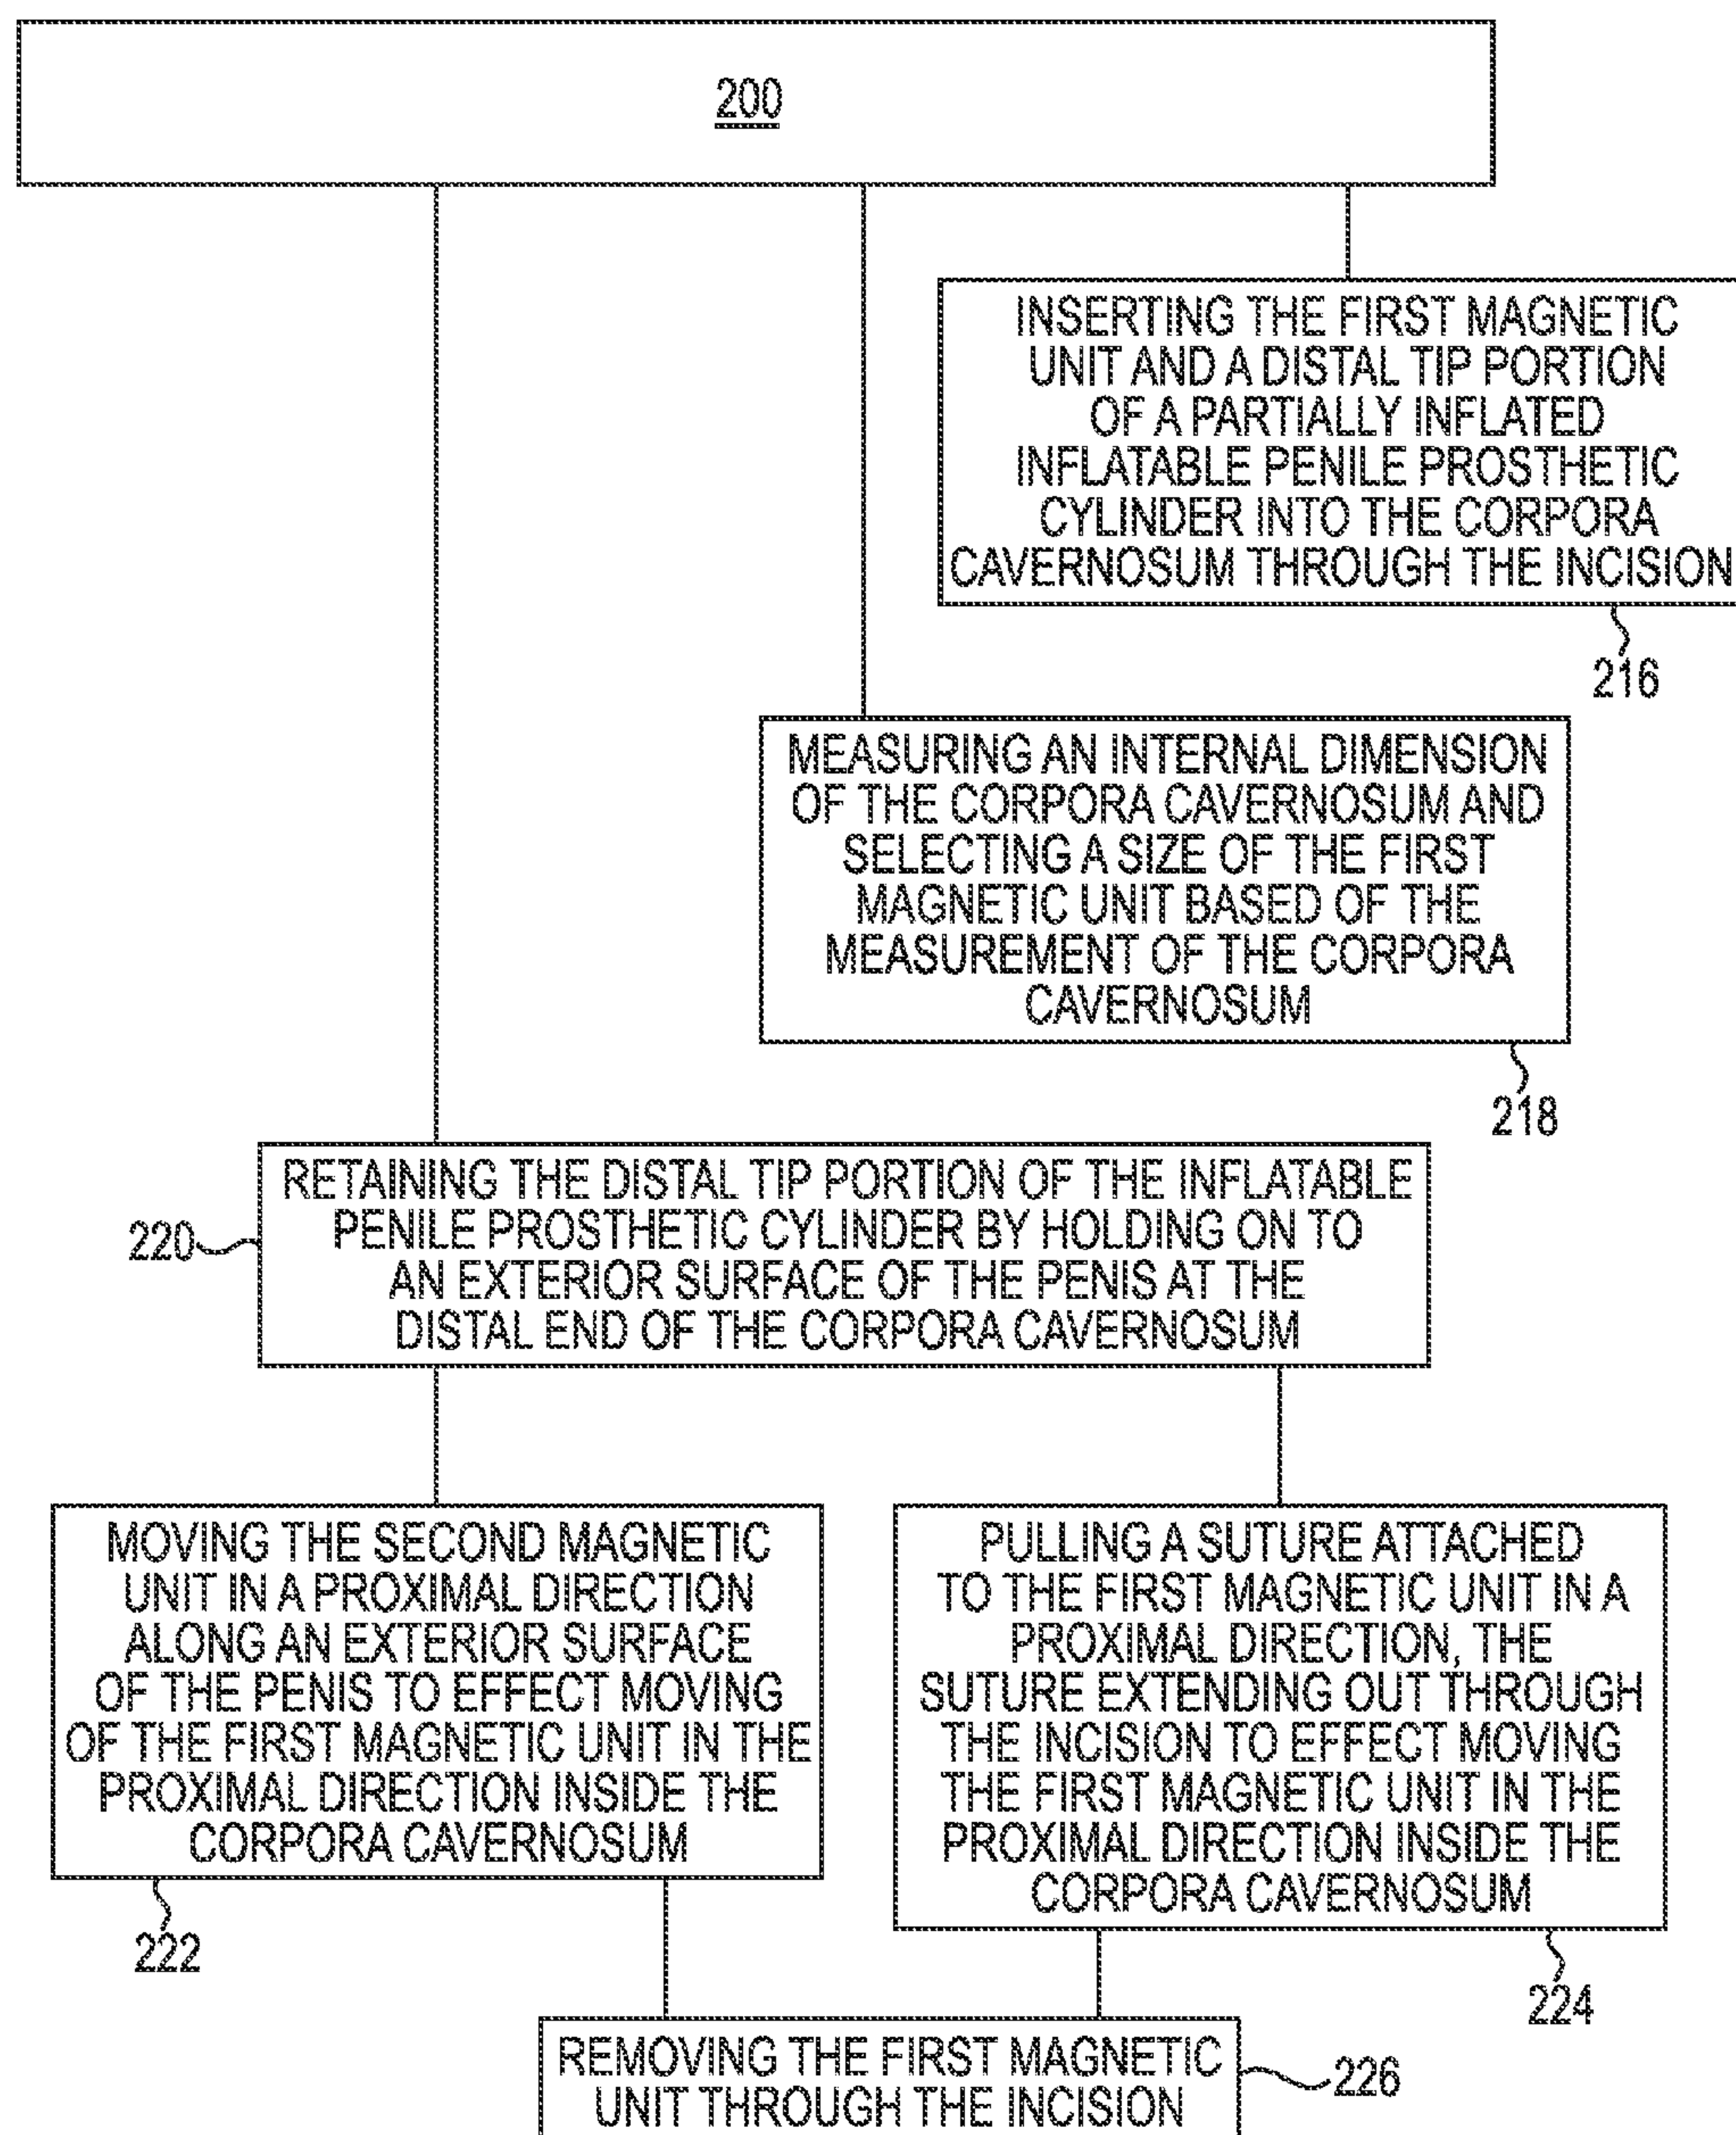 200
INSERTING THE FIRST MAGNETIC
UNIT AND A DISTAL TIP PORTION
OF A PARTIALLY INFLATED
INFLATABLE PENILE PROSTHETIC
CYLINDER INTO THE CORPORA
CAVERNOSUM THROUGH THE INCISION
216
MEASURING AN INTERNAL DIMENSION
OF THE CORPORA CAVERNOSUM AND
SELECTING A SIZE OF THE FIRST
MAGNETIC UNIT BASED OF THE
MEASUREMENT OF THE CORPORA
CAVERNOSUM
218
RETAINING THE DISTAL TIP PORTION OF THE INFLATABLE
PENILE PROSTHETIC CYLINDER BY HOLDING ON TO
AN EXTERIOR SURFACE OF THE PENIS AT THE
DISTAL END OF THE CORPORA CAVERNOSUM
220
MOVING THE SECOND MAGNETIC
UNIT IN A PROXIMAL DIRECTION
ALONG AN EXTERIOR SURFACE
OF THE PENIS TO EFFECT MOVING
OF THE FIRST MAGNETIC UNIT IN THE
PROXIMAL DIRECTION INSIDE THE
CORPORA CAVERNOSUM
222
PULLING A SUTURE ATTACHED
TO THE FIRST MAGNETIC UNIT IN A
PROXIMAL DIRECTION, THE
SUTURE EXTENDING OUT THROUGH
THE INCISION TO EFFECT MOVING
THE FIRST MAGNETIC UNIT IN THE
PROXIMAL DIRECTION INSIDE THE
CORPORA CAVERNOSUM
224
REMOVING THE FIRST MAGNETIC
UNIT THROUGH THE INCISION
226